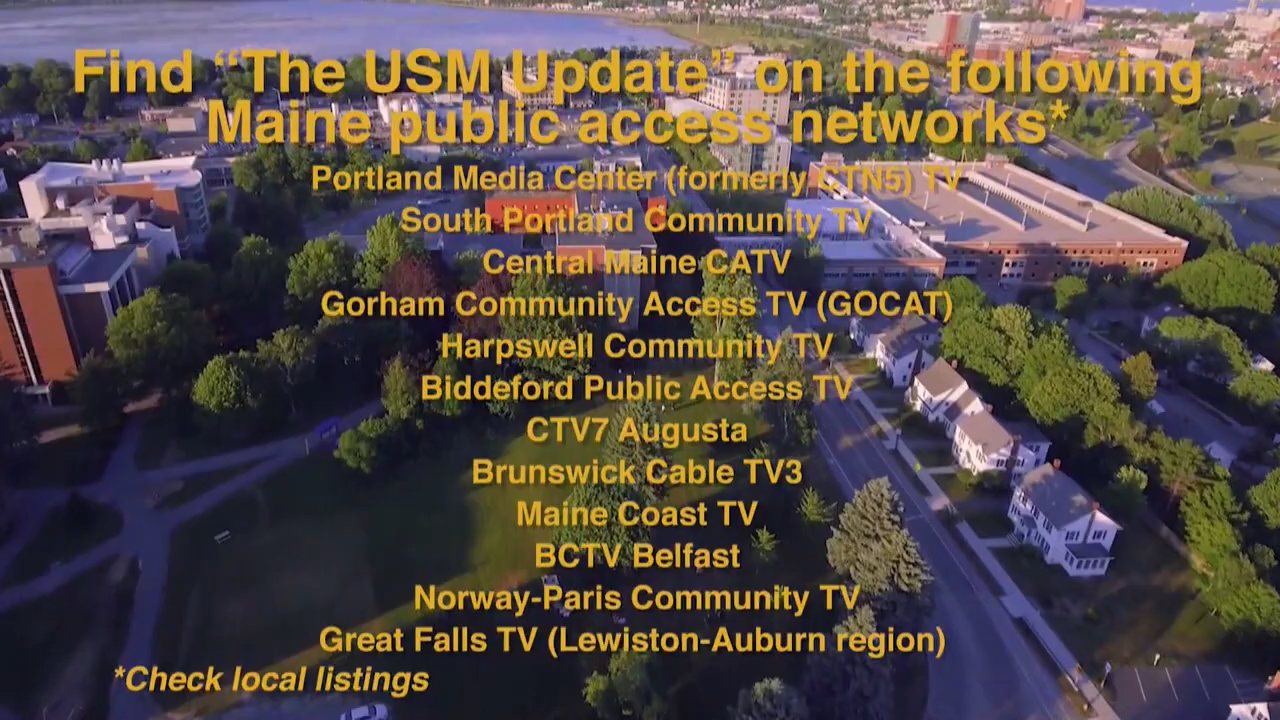 Find “The USM Update” on the following
Maine public access networks*
Portland Media Center (formerly CTN5) TV
South Portland Community TV
Central Maine CATV
Gorham Community Access TV (GOCAT)
Harpswell Community TV
Biddeford Public Access TV
CTV7 Augusta
Brunswick Cable TV3
Maine Coast TV
BCTV Belfast
Norway-Paris Community TV
Great Falls TV (Lewiston-Auburn region)
*Check local listings